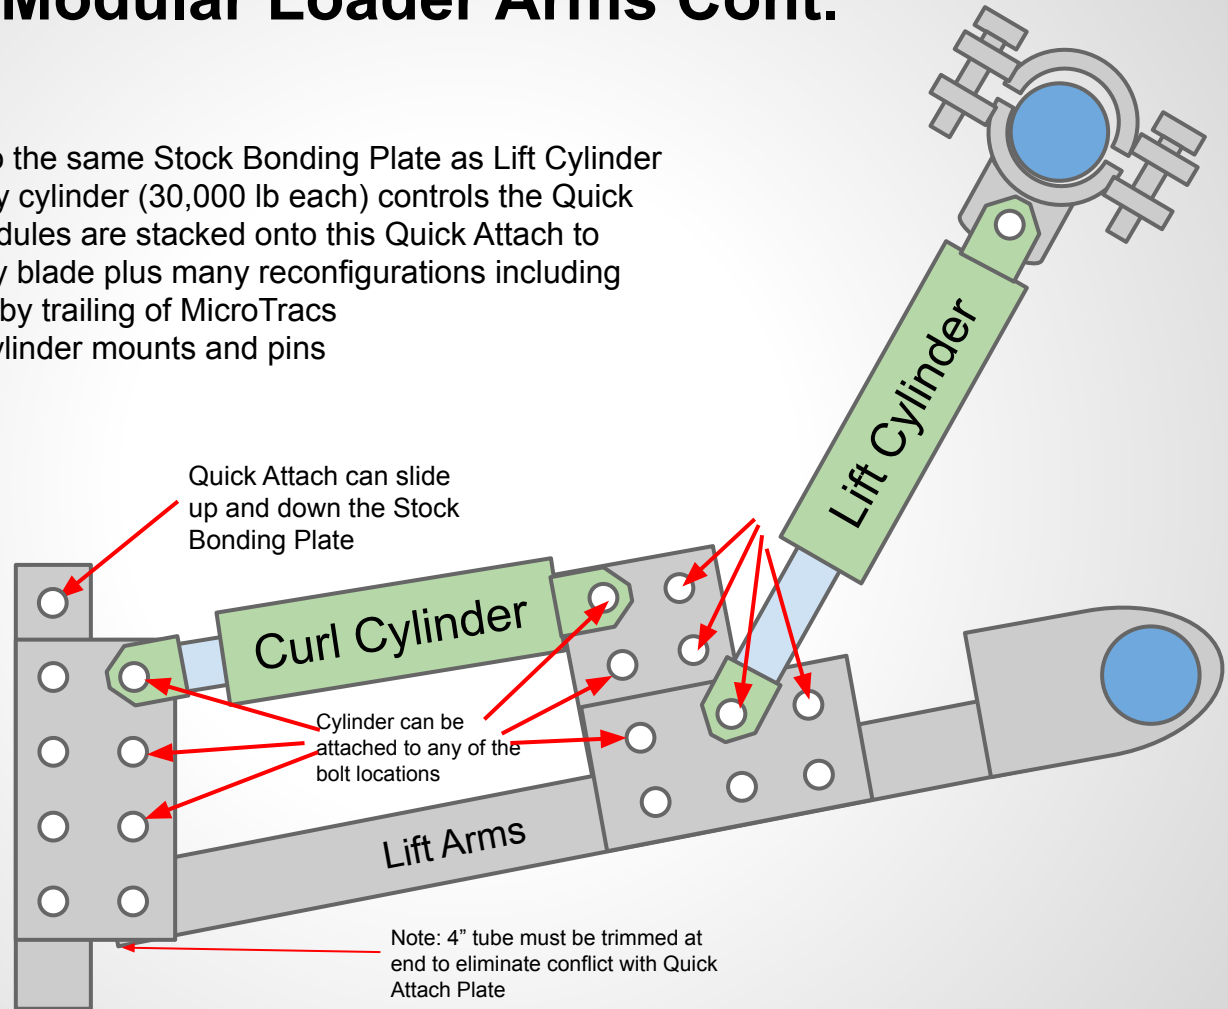 Modular Loader Arms Cont.
the same Stock Bonding Plate as Lift Cylinder
cylinder (30,000 lb each) controls the Quick
are stacked onto this Quick Attach to
blade plus many reconfigurations including
by trailing of MicroTracs
mounts and pins
Quick Attach can slide
up and down the Stock
Bonding Plate
Lift Cylinder
Curl Cylinder
Cylinder can be
attached to any of the
bolt locations
Lift Arms
Note: 4” tube must be trimmed at
end to eliminate conflict with Quick
Attach Plate